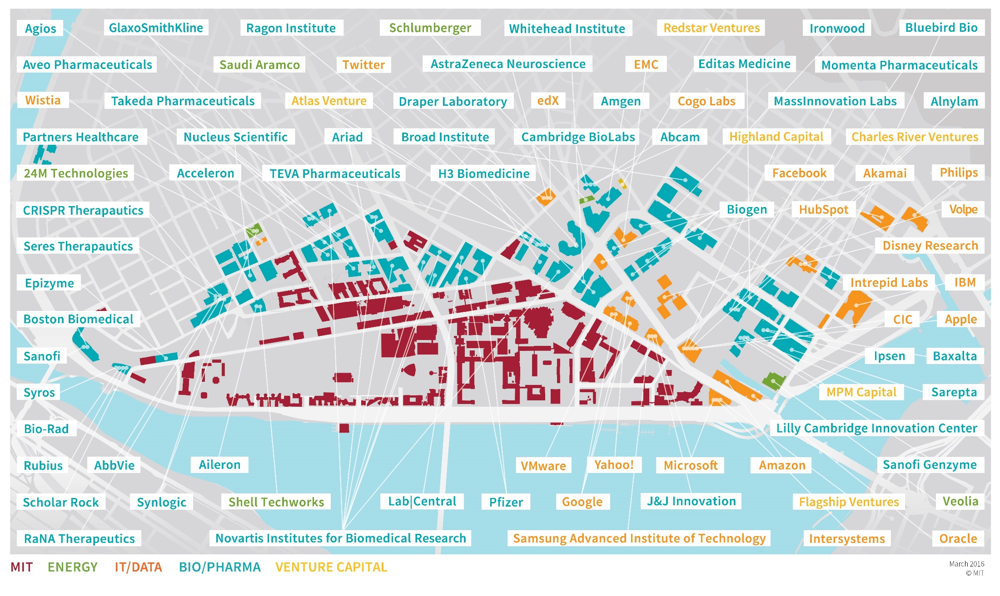 Agios
GlaxoSmithKline
Ragon Institute
Schlumberger
Whitehead Institute
Redstar Ventures
Ironwood
Bluebird Bio
Aveo Pharmaceuticals
Saudi Aramco
Twitter
AstraZeneca Neuroscience
EMC
Editas Medicine
Momenta Pharmaceuticals
Wistia
Takeda Pharmaceuticals
Atlas Venture
Draper Laboratory
edX
Amgen
Cogo Labs
MassInnovation Labs
Alnylam
Partners Healthcare
Nucleus Scientific
Ariad
Broad Institute
Cambridge BioLabs
Abcam
Highland Capital
Charles River Ventures
24M Technologies
Acceleron
TEVA Pharmaceuticals
H3 Biomedicine
Facebook
Akamai
Philips
CRISPR Therapautics
Biogen
HubSpot
Volpe
Seres Therapautics
Disney Research
Epizyme
Intrepid Labs
IBM
Boston Biomedical
CIC
Apple
Sanofi
Ipsen
Baxalta
Syros
MPM Capital
Sarepta
Bio-Rad
Lilly Cambridge Innovation Center
Rubius
AbbVie
Aileron
VMware
Yahoo!
Microsoft
Amazon
Sanofi Genzyme
Scholar Rock
Synlogic
Shell Techworks
Lab|Central
Pfizer
Google
J&J Innovation
Flagship Ventures
Veolia
RaNA Therapeutics
Novartis Institutes for Biomedical Research
Samsung Advanced Institute of Technology
Intersystems
Oracle
MIT ENERGY IT/DATA BIO/PHARMA VENTURE CAPITAL
March 2016
© MIT